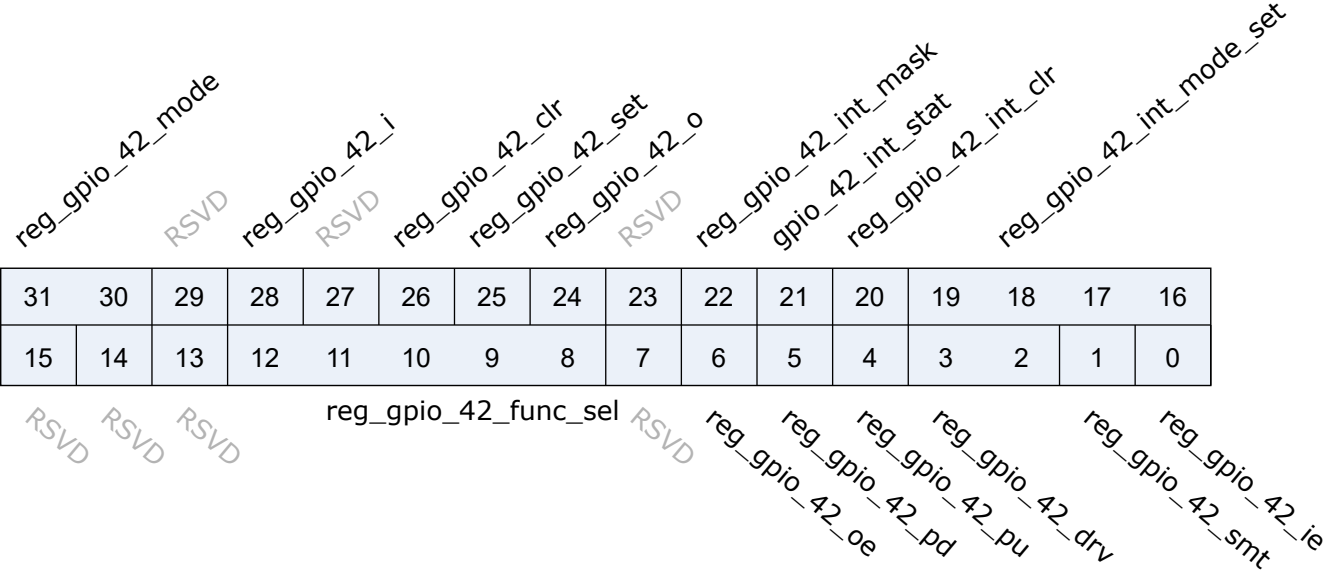 reg_gpio_42_mode
RSVD
reg_gpio_42_i
RSVD
reg_gpio_42_clr
reg_gpio_42_set
reg_gpio_42_o
RSVD
reg_gpio_42_int_mask
gpio_42_int_stat
reg_gpio_42_int_clr
reg_gpio_42_int_mode_set
31 30 29 28 27 26 25 24 23 22 21 20 19 18 17 16
15 14 13 12 11 10 9 8 7 6 5 4 3 2 1 0
RSVD
RSVD
RSVD
reg_gpio_42_func_sel
RSVD
reg_gpio_42_oe
reg_gpio_42_pd
reg_gpio_42_pu
reg_gpio_42_drv
reg_gpio_42_smt
reg_gpio_42_ie